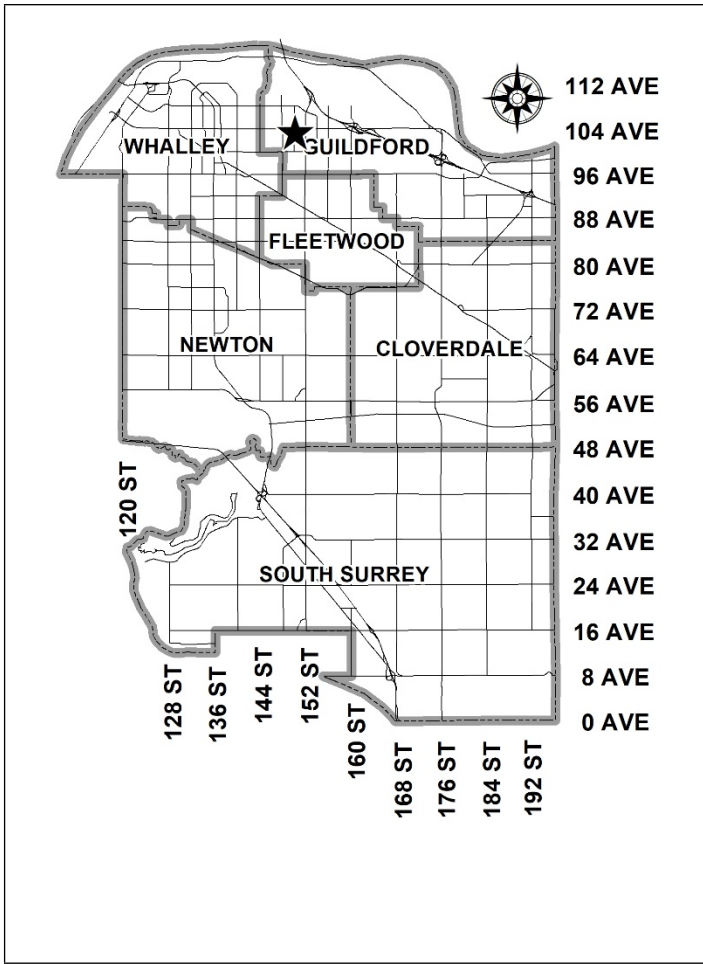 112 AVE
104 AVE
WHALLEY
GUILDFORD
96 AVE
88 AVE
FLEETWOOD
80 AVE
72 AVE
NEWTON
CLOVERDALE
64 AVE
56 AVE
48 AVE
120 ST
40 AVE
32 AVE
SOUTH SURREY
24 AVE
16 AVE
8 AVE
0 AVE
128 ST
136 ST
144 ST
152 ST
160 ST
168 ST
176 ST
184 ST
192 ST